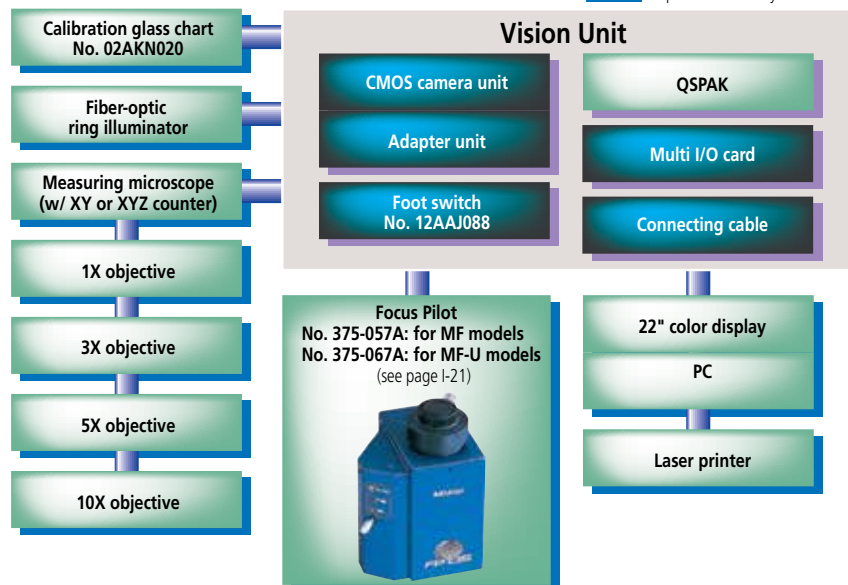 Calibration glass chart
No. 02AKN020
Fiber-optic
ring illuminator
Measuring microscope
(w/ XY or XYZ counter)
1X objective
3X objective
5X objective
10X objective
Vision Unit
CMOS camera unit
Adapter unit
Foot switch
No. 12AAJ088
QSPAK
Multi I/O card
Connecting cable
Focus Pilot
No. 375-057A: for MF models
No. 375-067A: for MF-U models
(see page I-21)
22" color display
PC
Laser printer